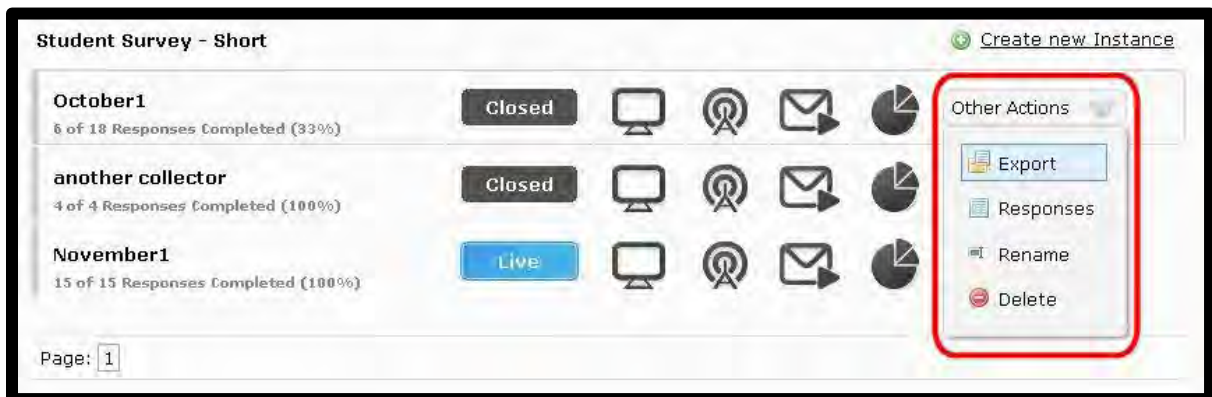 Student Survey - Short
Create new Instance
October1
Closed
Other Actions
6 of 18 Responses Completed (33%)
Export
another collector
Closed
4 of 4 Responses Completed (100%)
Responses
November1
Live
Rename
15 of 15 Responses Completed (100%)
Delete
Page: 1